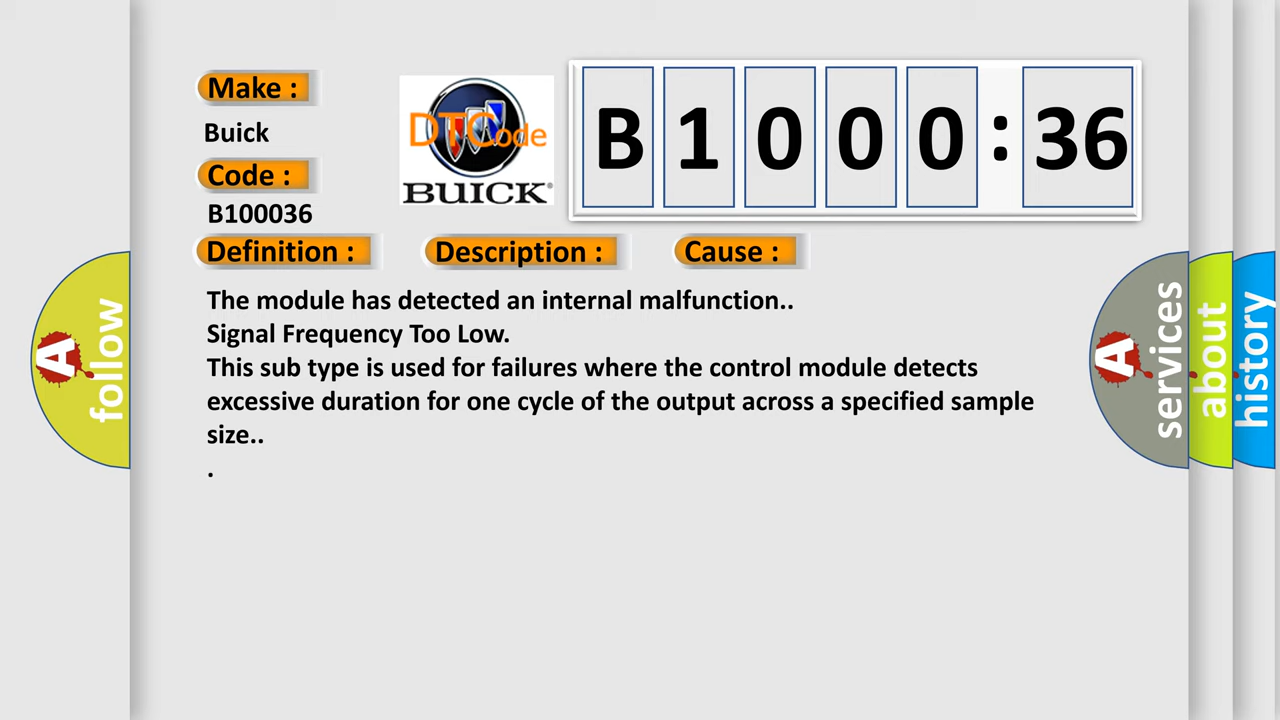 Make :
Buick
Code :
B100036
DTCode
BUICK®
B 1 0 0 0 : 36
Definition :
Description :
Cause :
The module has detected an internal malfunction..
Signal Frequency Too Low.
This sub type is used for failures where the control module detects
excessive duration for one cycle of the output across a specified sample
size..
.
A follow
A services
about
history